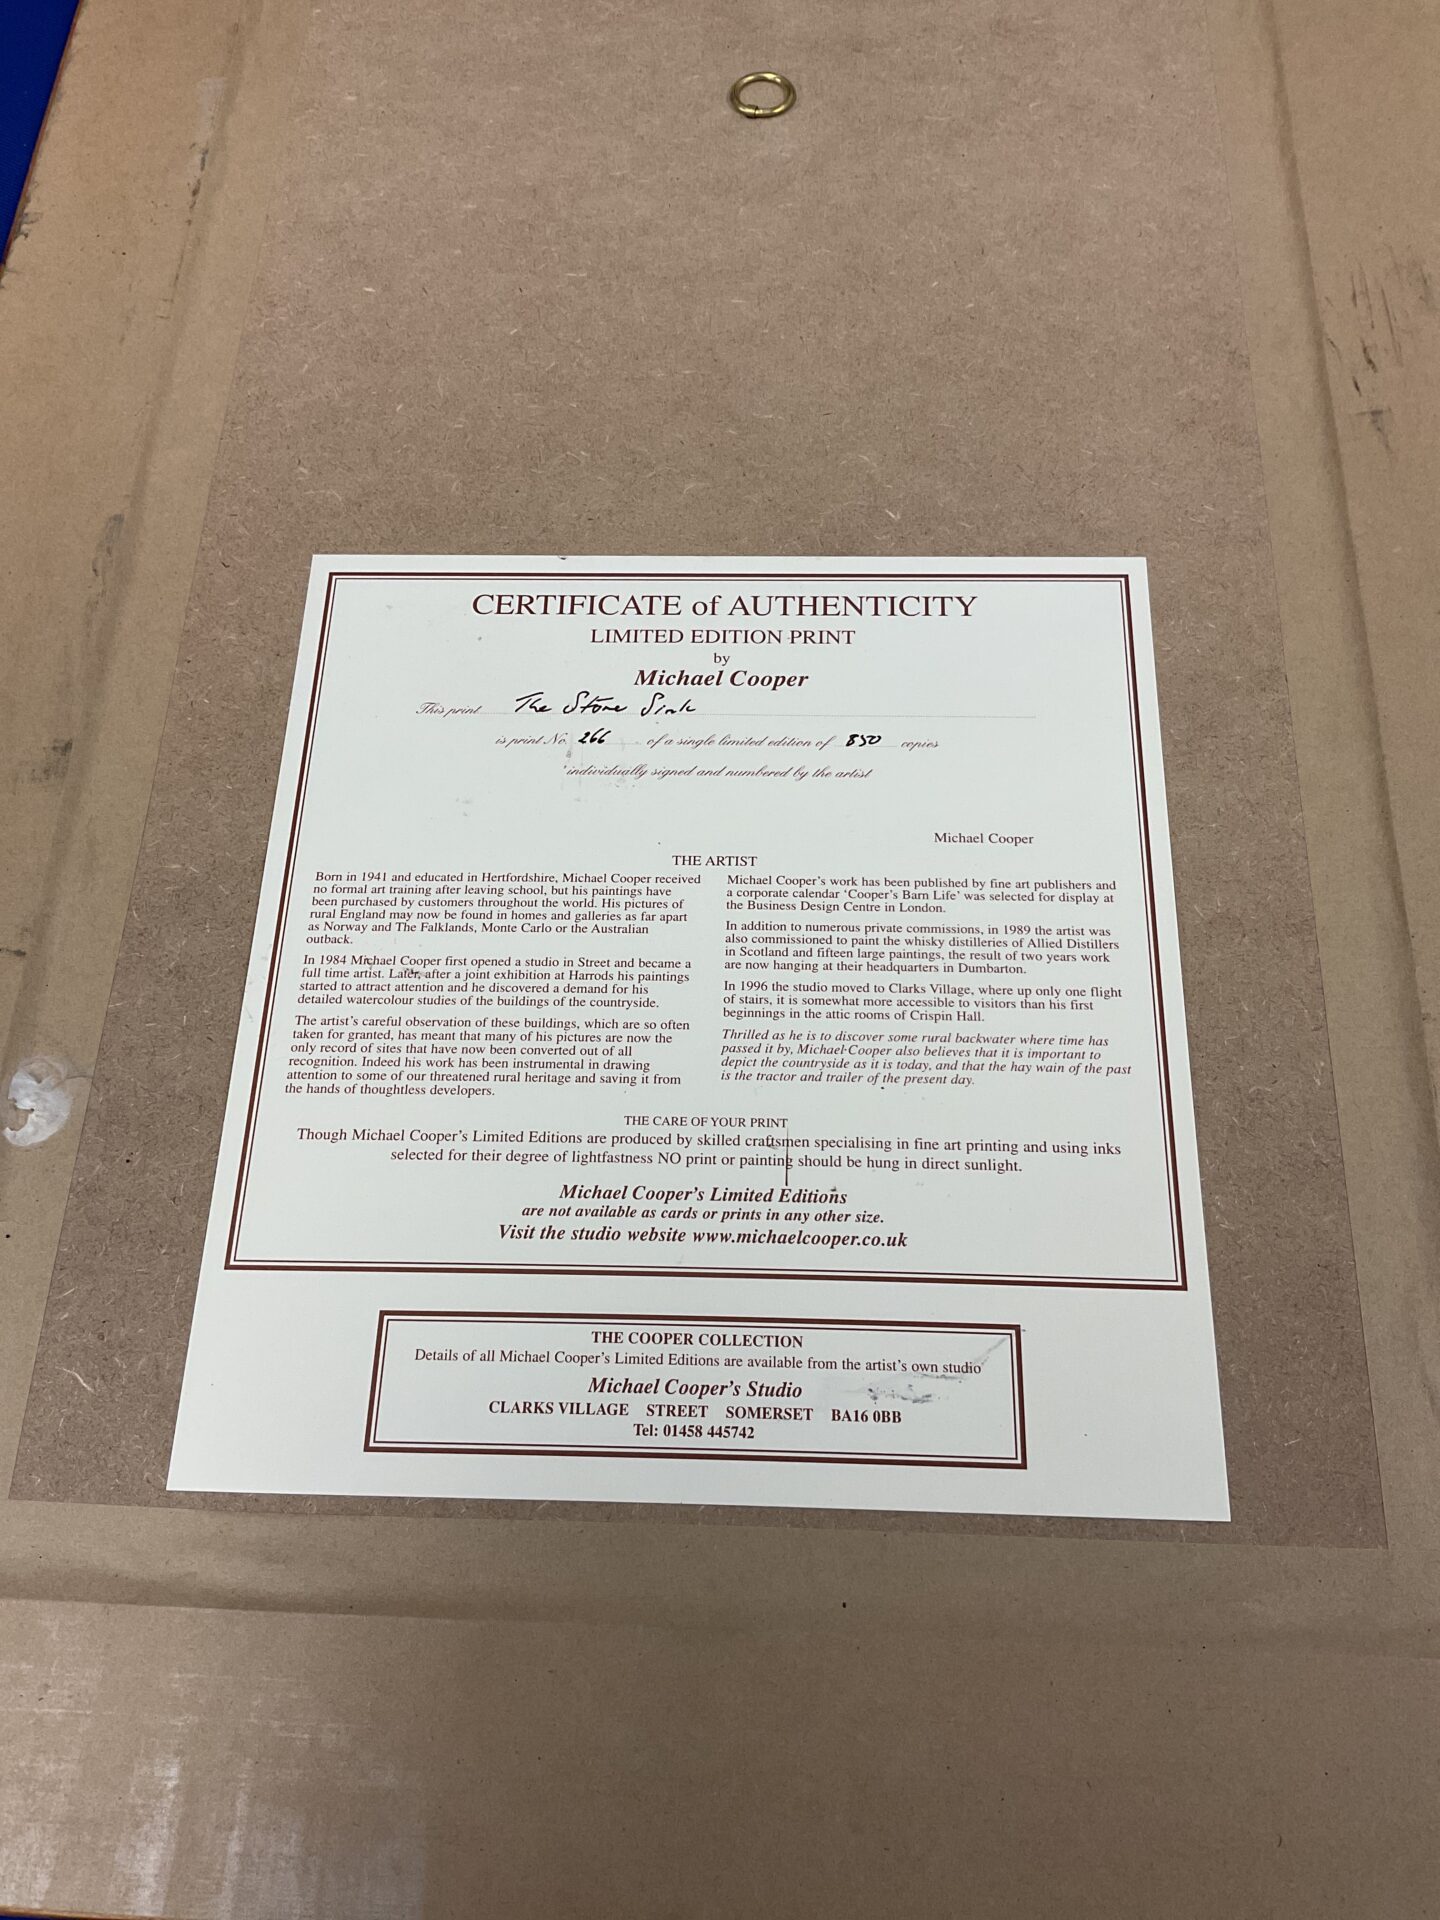 CERTIFICATE of AUTHENTICITY
LIMITED EDITION PRINT
by
Michael Cooper
This print The Stone Sink
is print No. 266 of a single limited edition of 850 copies
individually signed and numbered by the artist
Michael Cooper
THE ARTIST
Born in 1941 and educated in Hertfordshire, Michael Cooper received
no formal art training after leaving school, but his paintings have
been purchased by customers throughout the world. His pictures of
rural England may now be found in homes and galleries as far apart
as Norway and The Falklands, Monte Carlo or the Australian
outback.
In 1984 Michael Cooper first opened a studio in Street and became a
full time artist. Later, after a joint exhibition at Harrods his paintings
started to attract attention and he discovered a demand for his
detailed watercolour studies of the buildings of the countryside.
The artist's careful observation of these buildings, which are so often
taken for granted, has meant that many of his pictures are now the
only record of sites that have now been converted out of all
recognition. Indeed his work has been instrumental in drawing
attention to some of our threatened rural heritage and saving it from
the hands of thoughtless developers.
Michael Cooper's work has been published by fine art publishers and
a corporate calendar 'Cooper's Barn Life' was selected for display at
the Business Design Centre in London.
In addition to numerous private commissions, in 1989 the artist was
also commissioned to paint the whisky distilleries of Allied Distillers
in Scotland and fifteen large paintings, the result of two years work
are now hanging at their headquarters in Dumbarton.
In 1996 the studio moved to Clarks Village, where up only one flight
of stairs, it is somewhat more accessible to visitors than his first
beginnings in the attic rooms of Crispin Hall.
Thrilled as he is to discover some rural backwater where time has
passed it by, Michael Cooper also believes that it is important to
depict the countryside as it is today, and that the hay wain of the past
is the tractor and trailer of the present day.
THE CARE OF YOUR PRINT
Though Michael Cooper's Limited Editions are produced by skilled craftsmen specialising in fine art printing and using inks
selected for their degree of lightfastness NO print or painting should be hung in direct sunlight.
Michael Cooper's Limited Editions
are not available as cards or prints in any other size.
Visit the studio website www.michaelcooper.co.uk
THE COOPER COLLECTION
Details of all Michael Cooper's Limited Editions are available from the artist's own studio
Michael Cooper's Studio
CLARKS VILLAGE STREET SOMERSET BA16 0BB
Tel: 01458 445742